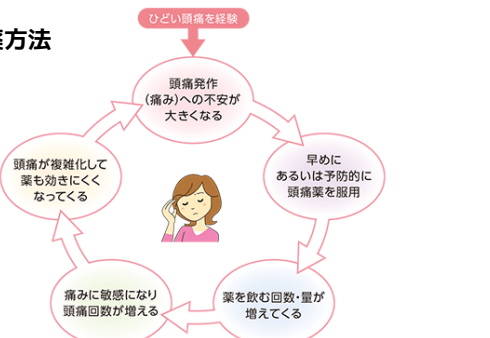 方法
ひどい頭痛を経験
頭痛発作
(痛み)への不安が
大きくなる
早めに
あるいは予防的に
頭痛薬を服用
薬を飲む回数・量が
増えてくる
痛みに敏感になり
頭痛回数が増える
頭痛が複雑化して
薬も効きにくく
なってくる